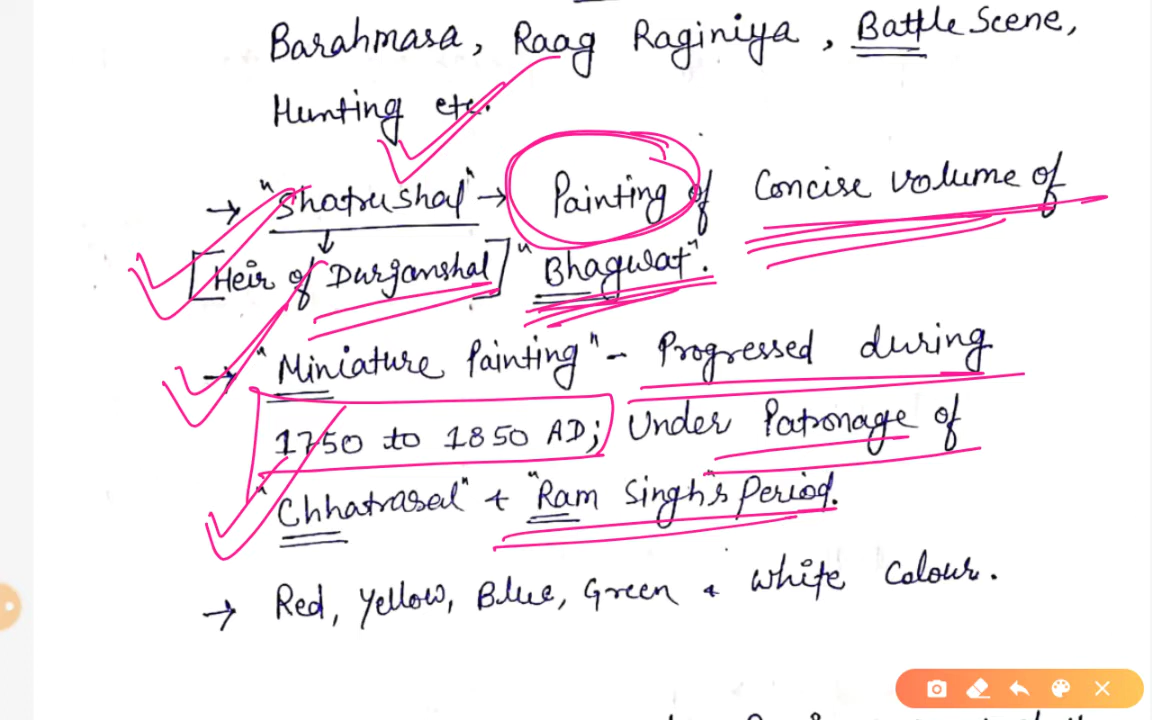 Barahmasa, Raag Raginiya, Battle Scene,
Hunting etc.
→ "Shatrushal" → Painting of Concise volume of
[Heir of Durjanshal] "Bhagwat".
→ "Miniature Painting" - Progressed during
1750 to 1850 AD; Under Patronage of
"Chhatrasal" + "Ram Singh's Period.
→ Red, Yellow, Blue, Green + White Colour.